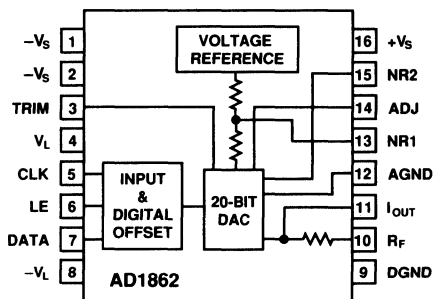 −VS 1
−VS 2
TRIM 3
VL 4
CLK 5
LE 6
DATA 7
−VL 8
VOLTAGE
REFERENCE
INPUT
&
DIGITAL
OFFSET
20-BIT
DAC
AD1862
16 +VS
15 NR2
14 ADJ
13 NR1
12 AGND
11 IOUT
10 RF
9 DGND